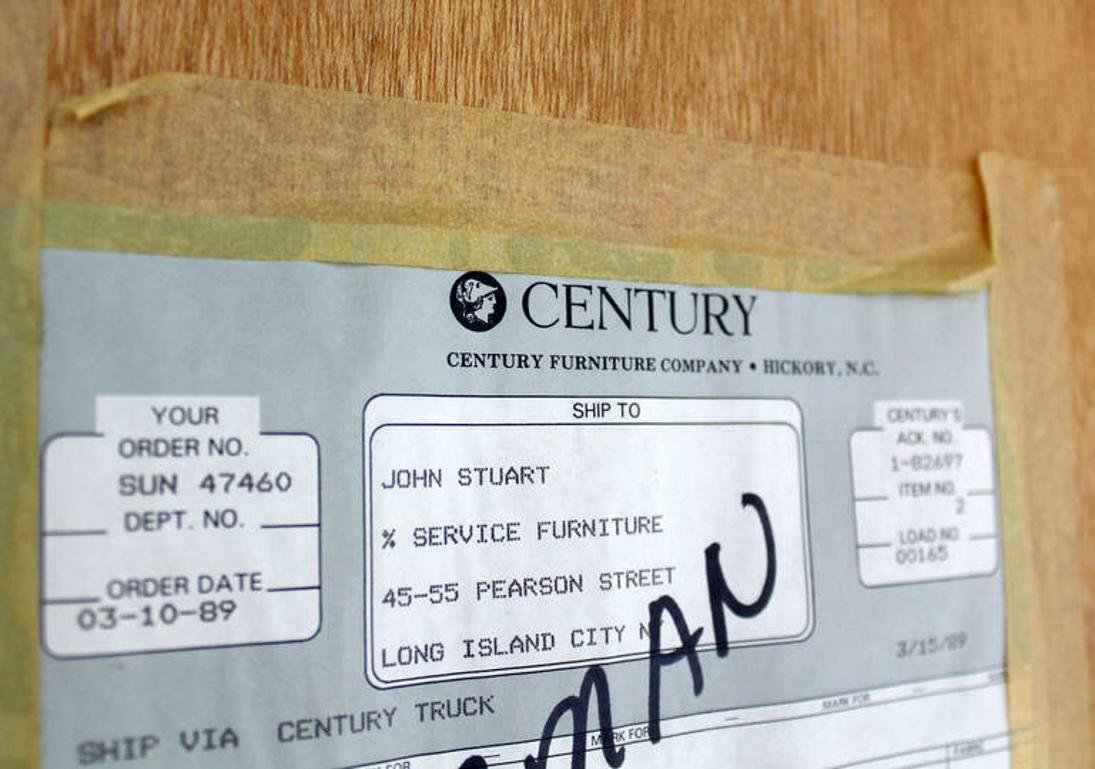 CENTURY
CENTURY FURNITURE COMPANY • HICKORY, N.C.
YOUR
ORDER NO.
SUN 47460
DEPT. NO.
ORDER DATE
03-10-89
SHIP TO
JOHN STUART
% SERVICE FURNITURE
45-55 PEARSON STREET
LONG ISLAND CITY
CENTURY'S
ACK. NO.
1-82697
ITEM NO.
2
LOAD NO.
00165
3/15/89
SHIP VIA CENTURY TRUCK
MAN
MARK FOR
MARK FOR